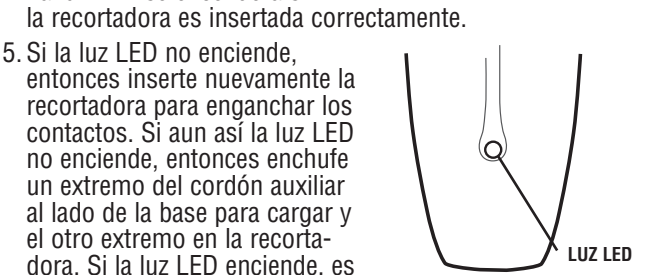 la recortadora es insertada correctamente.
5. Si la luz LED no enciende,
entonces inserte nuevamente la
recortadora para enganchar los
contactos. Si aun así la luz LED
no enciende, entonces enchufe
un extremo del cordón auxiliar
al lado de la base para cargar y
el otro extremo en la recorta-
dora. Si la luz LED enciende, es
LUZ LED